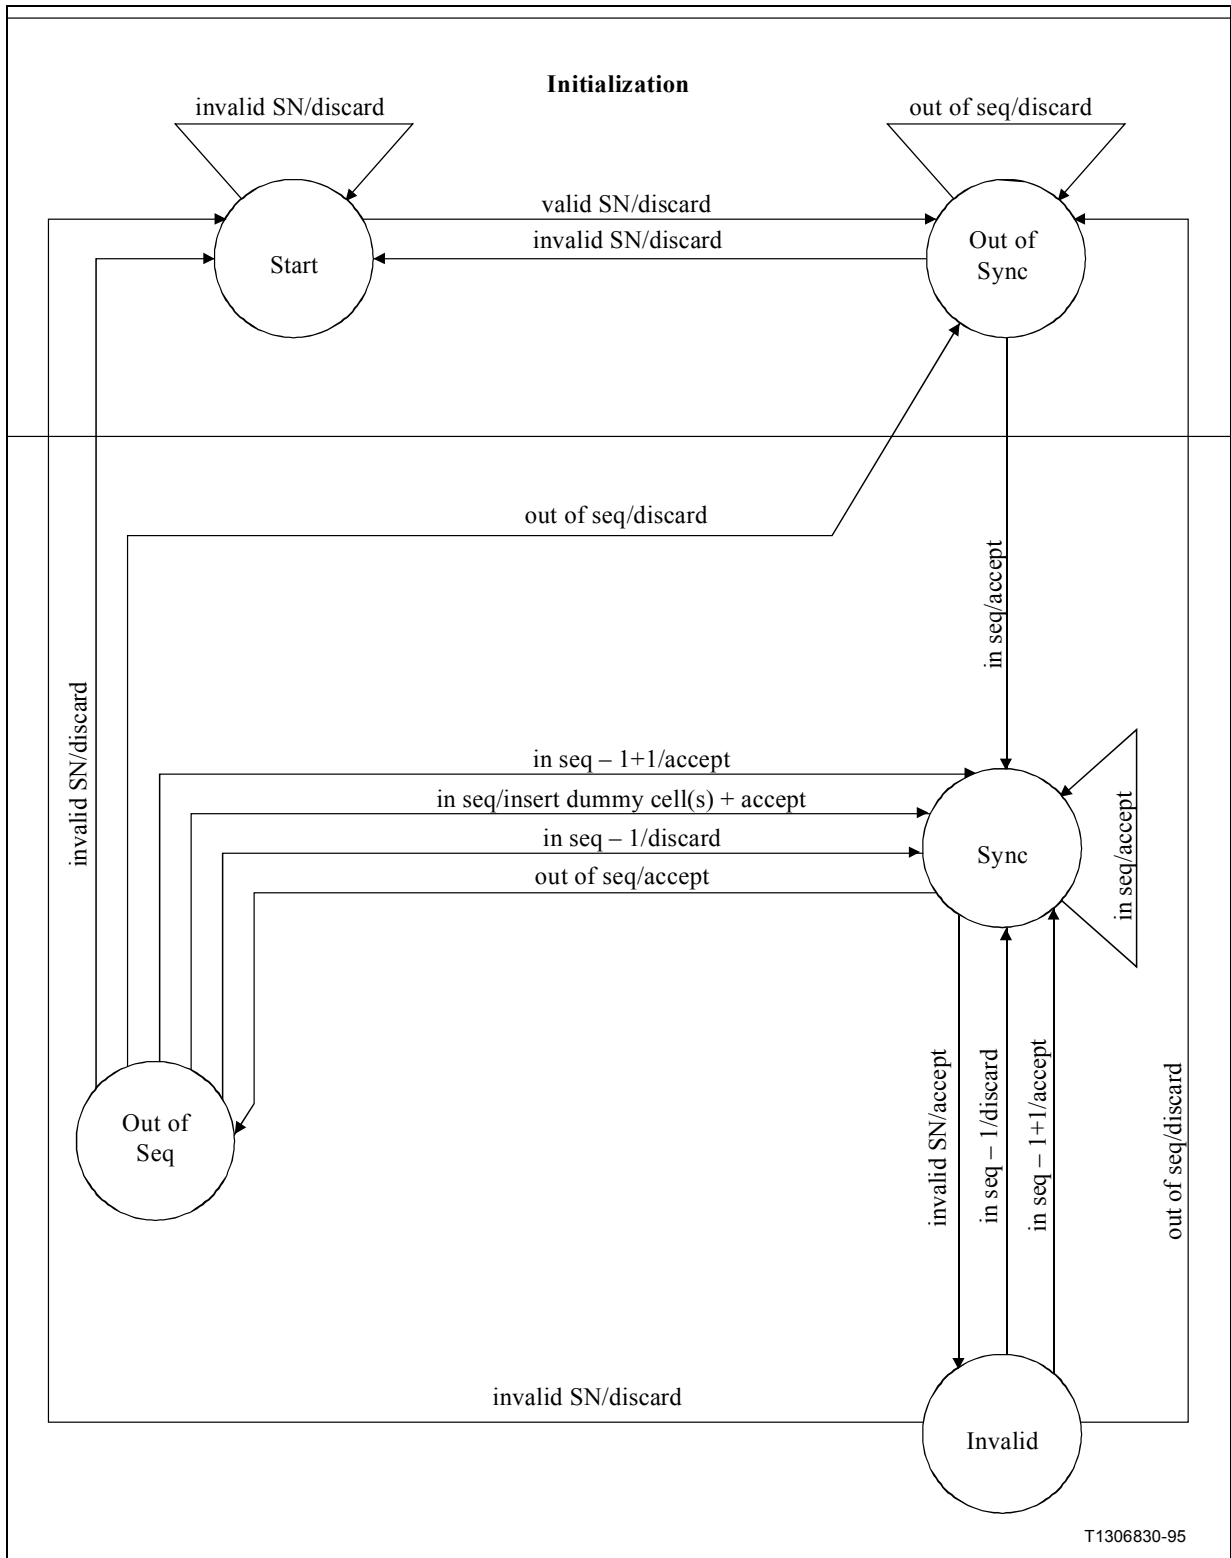 Initialization
invalid SN/discard
out of seq/discard
valid SN/discard
invalid SN/discard
Start
Out of
Sync
out of seq/discard
in seq/accept
invalid SN/discard
in seq – 1+1/accept
in seq/insert dummy cell(s) + accept
in seq – 1/discard
out of seq/accept
Sync
in seq/accept
Out of
Seq
invalid SN/accept
in seq – 1/discard
in seq – 1+1/accept
out of seq/discard
invalid SN/discard
Invalid
T1306830-95